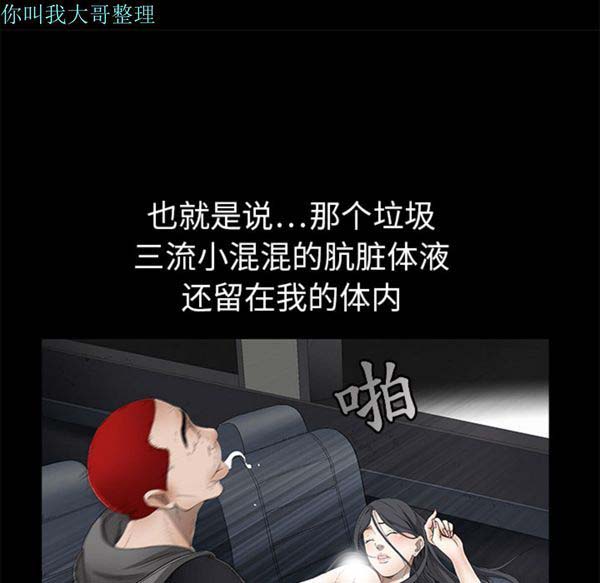 你叫我大哥整理
也就是说...那个垃圾
三流小混混的肮脏体液
还留在我的体内
啪